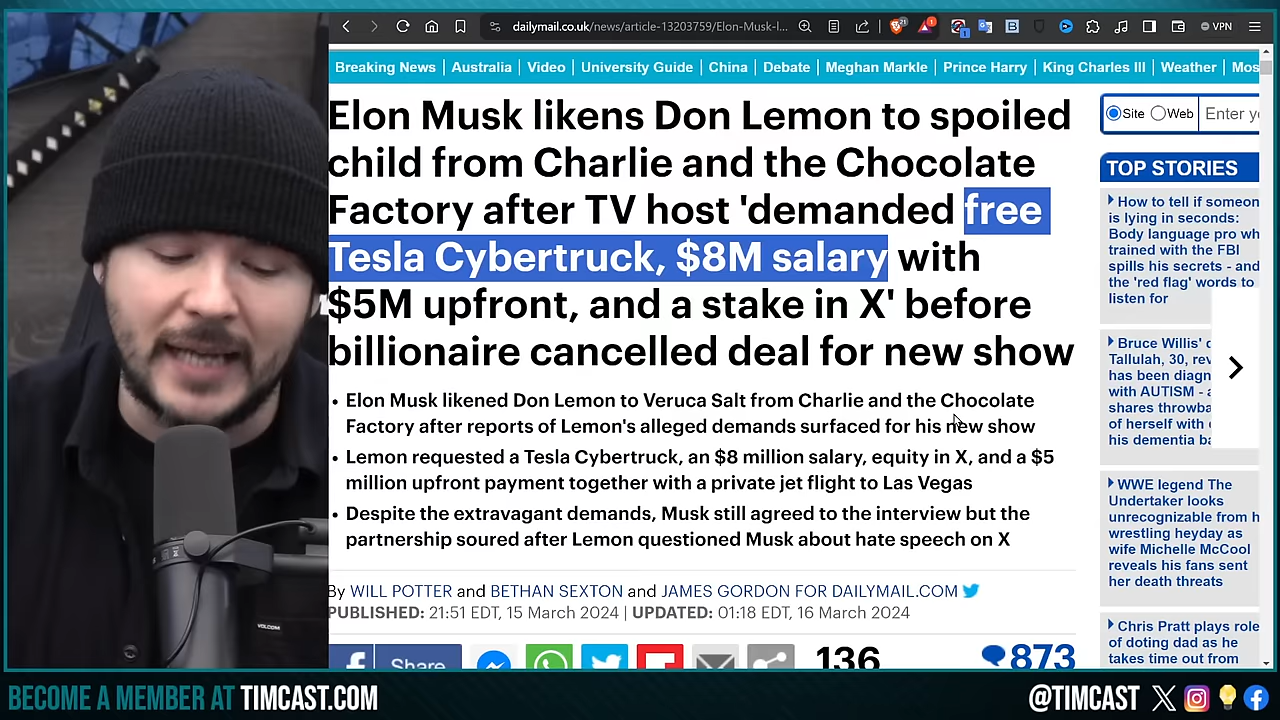 dailymail.co.uk/news/article-13203759/Elon-Musk-l...
21
1
1
VPN
Breaking News | Australia | Video | University Guide | China | Debate | Meghan Markle | Prince Harry | King Charles III | Weather | Mos
Elon Musk likens Don Lemon to spoiled
child from Charlie and the Chocolate
Factory after TV host 'demanded free
Tesla Cybertruck, $8M salary with
$5M upfront, and a stake in X' before
billionaire cancelled deal for new show
• Elon Musk likened Don Lemon to Veruca Salt from Charlie and the Chocolate
Factory after reports of Lemon's alleged demands surfaced for his new show
• Lemon requested a Tesla Cybertruck, an $8 million salary, equity in X, and a $5
million upfront payment together with a private jet flight to Las Vegas
• Despite the extravagant demands, Musk still agreed to the interview but the
partnership soured after Lemon questioned Musk about hate speech on X
By WILL POTTER and BETHAN SEXTON and JAMES GORDON FOR DAILYMAIL.COM
PUBLISHED: 21:51 EDT, 15 March 2024 | UPDATED: 01:18 EDT, 16 March 2024
Share
136
873
Site Web Enter y
TOP STORIES
How to tell if someon
is lying in seconds:
Body language pro wh
trained with the FBI
spills his secrets - and
the 'red flag' words to
listen for
Bruce Willis'
Tallulah, 30, rev
has been diagn
with AUTISM -
shares throwba
of herself with
his dementia ba
WWE legend The
Undertaker looks
unrecognizable from h
wrestling heyday as
wife Michelle McCool
reveals his fans sent
her death threats
Chris Pratt plays role
of doting dad as he
takes time out from
VOLCOM
BECOME A MEMBER AT TIMCAST.COM
@TIMCAST